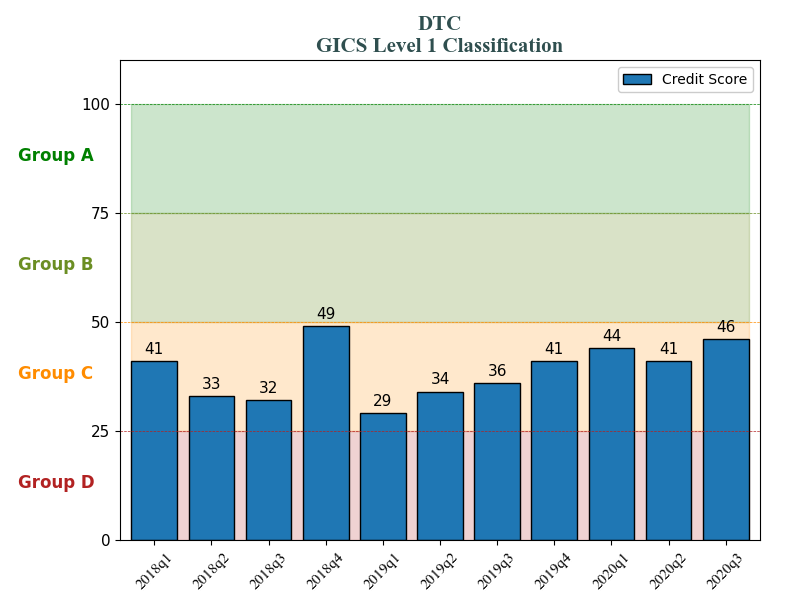 DTC
GICS Level 1 Classification
Credit Score
100
Group A
75
Group B
50
Group C
25
Group D
0
41
33
32
49
29
34
36
41
44
41
46
2018q1
2018q2
2018q3
2018q4
2019q1
2019q2
2019q3
2019q4
2020q1
2020q2
2020q3